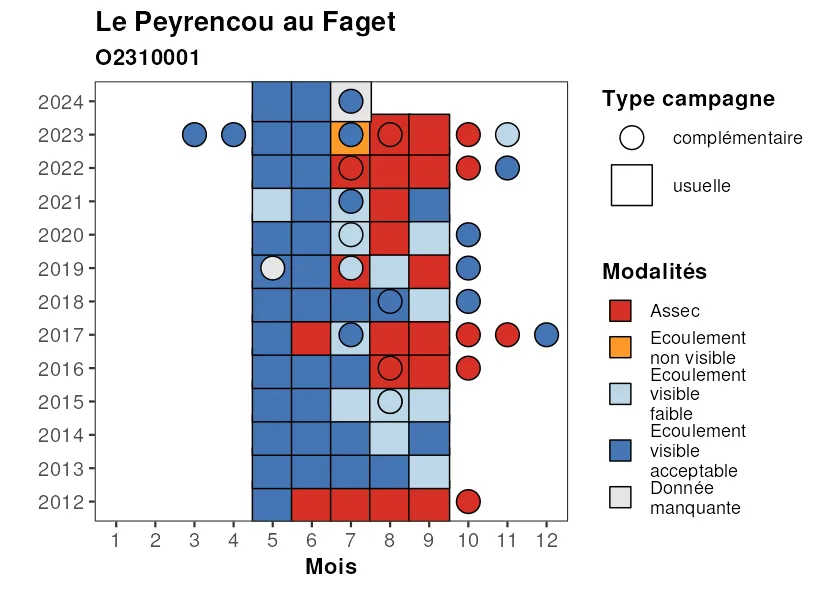 Le Peyrencou au Faget
O2310001
2024
2023
2022
2021
2020
2019
2018
2017
2016
2015
2014
2013
2012
1 2 3 4 5 6 7 8 9 10 11 12
Mois
Type campagne
complémentaire
usuelle
Modalités
Assec
Ecoulement
non visible
Ecoulement
visible
faible
Ecoulement
visible
acceptable
Donnée
manquante